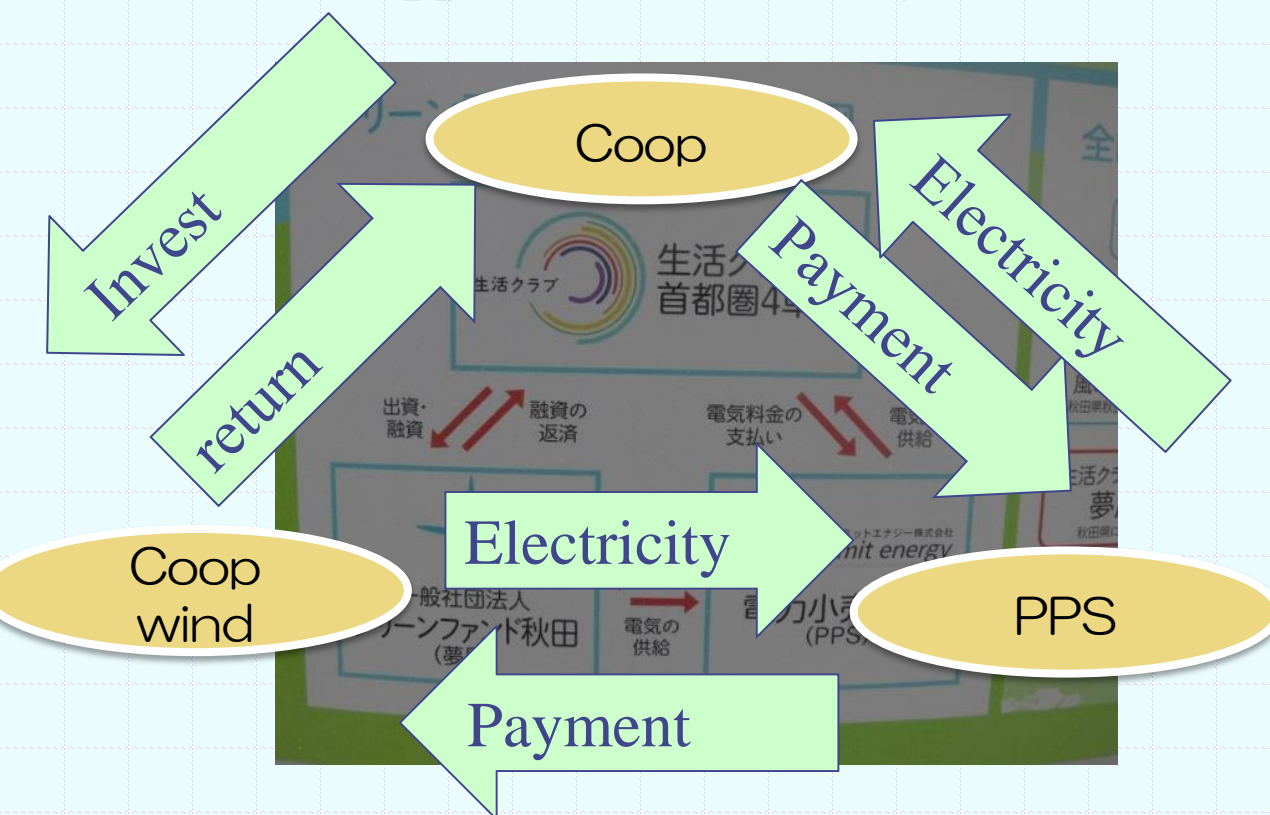 Coop
Invest
return
Payment
Electricity
生活クラブ
生活ク
首都圏4
出資・
融資
融資の
返済
電気料金の
支払い
供給
Electricity
mit energy
Coop
wind
PPS
般社団法人
ーンファンド秋田
電気の
供給
(PPS)
Payment